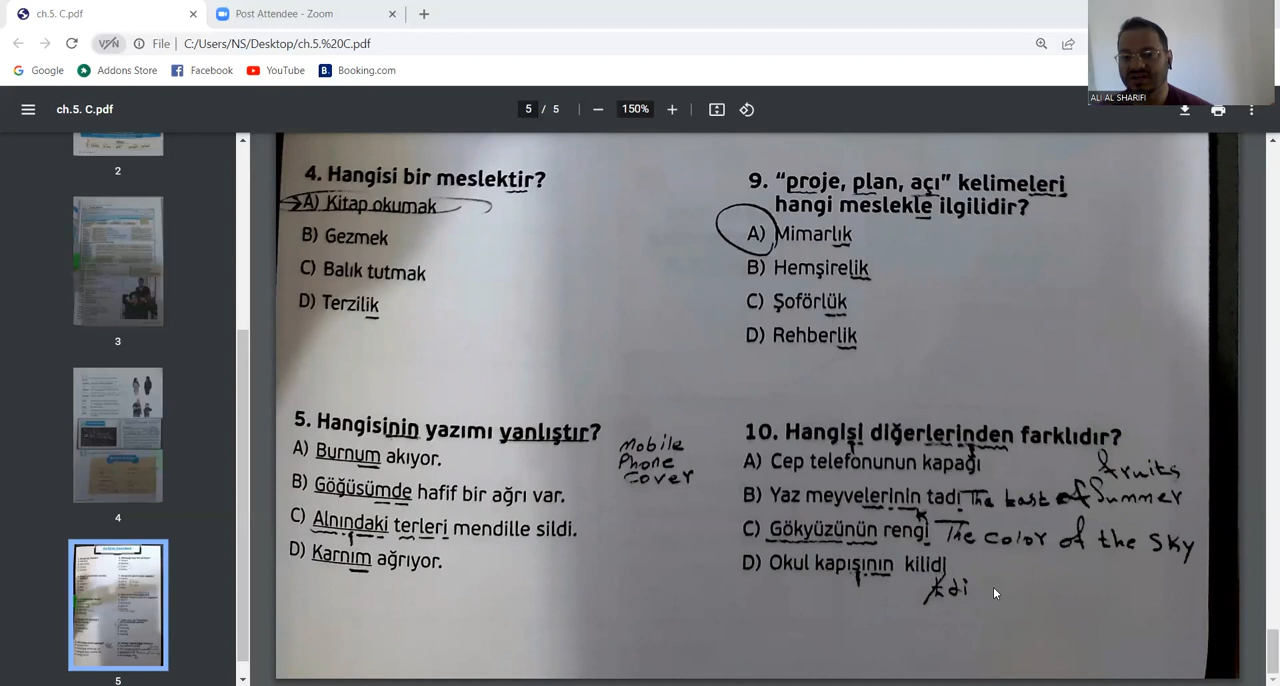 ch.5. C.pdf
Post Attendee - Zoom
VPN
File
C:/Users/NS/Desktop/ch.5.%20C.pdf
Google
Addons Store
Facebook
YouTube
B.
Booking.com
ALI AL SHARIFI
ch.5. C.pdf
5 / 5
150%
2
3
4
5
4. Hangisi bir meslektir?
A) Kitap okumak
B) Gezmek
C) Balık tutmak
D) Terzilik
5. Hangisinin yazımı yanlıştır?
A) Burnum akıyor.
B) Göğüsümde hafif bir ağrı var.
C) Alnındaki terleri mendille sildi.
D) Karnım ağrıyor.
Mobile
Phone
Cover
9. “proje, plan, açı” kelimeleri
hangi meslekle ilgilidir?
A) Mimarlık
B) Hemşirelik
C) Şoförlük
D) Rehberlik
10. Hangisi diğerlerinden farklıdır?
A) Cep telefonunun kapağı
fruits
B) Yaz meyvelerinin tadı The tast of Summer
C) Gökyüzünün rengi The color of the sky
D) Okul kapısının kilidi